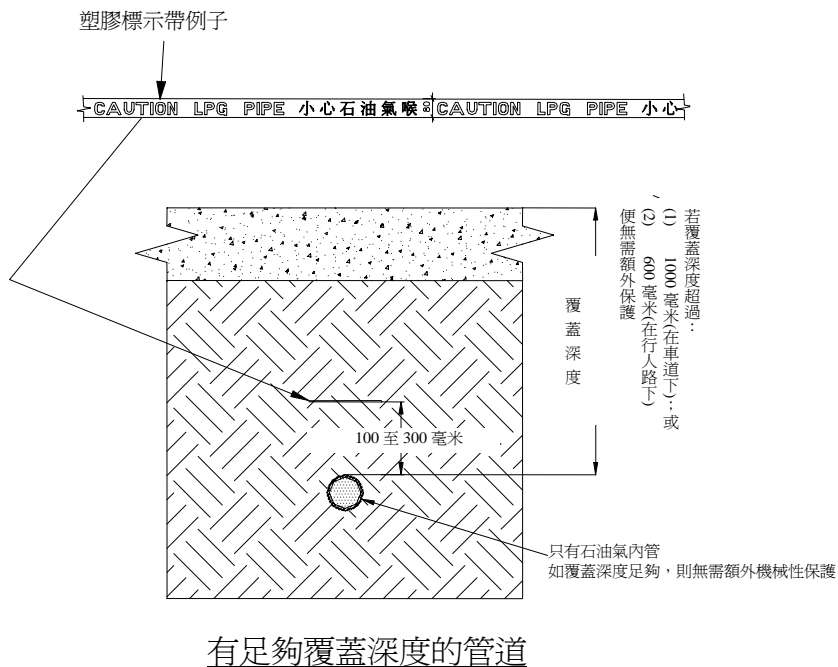 塑膠標示帶例子
CAUTION LPG PIPE 小心石油氣喉 CAUTION LPG PIPE 小心
若覆蓋深度超過：
(1) 1000 毫米(在車道下)；或
(2) 600 毫米(在行人路下)
便無需額外保護
覆蓋深度
100 至 300 毫米
只有石油氣內管
如覆蓋深度足夠，則無需額外機械性保護
有足夠覆蓋深度的管道